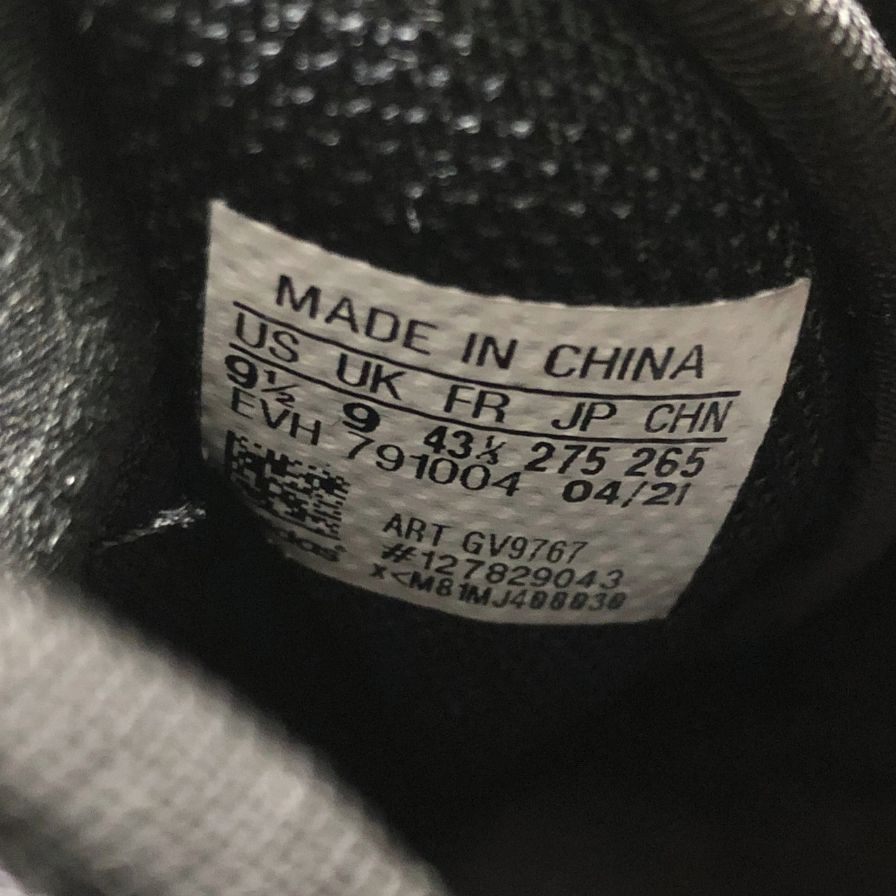 MADE IN CHINA
US UK FR JP CHN
9½ 9 43⅓ 275 265
EVH 791004 04/21
ART GV9767
#127829043